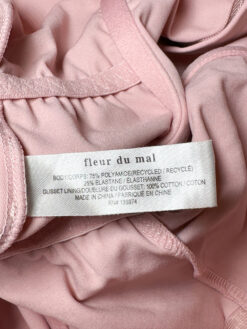 fleur du mal
BODY/CORPS: 75% POLYAMIDE(RECYCLED / RECYCLÉ)
25% ELASTANE / ÉLASTHANNE
GUSSET LINING/DOUBLURE DU GOUSSET: 100% COTTON / COTON
MADE IN CHINA / FABRIQUÉ EN CHINE